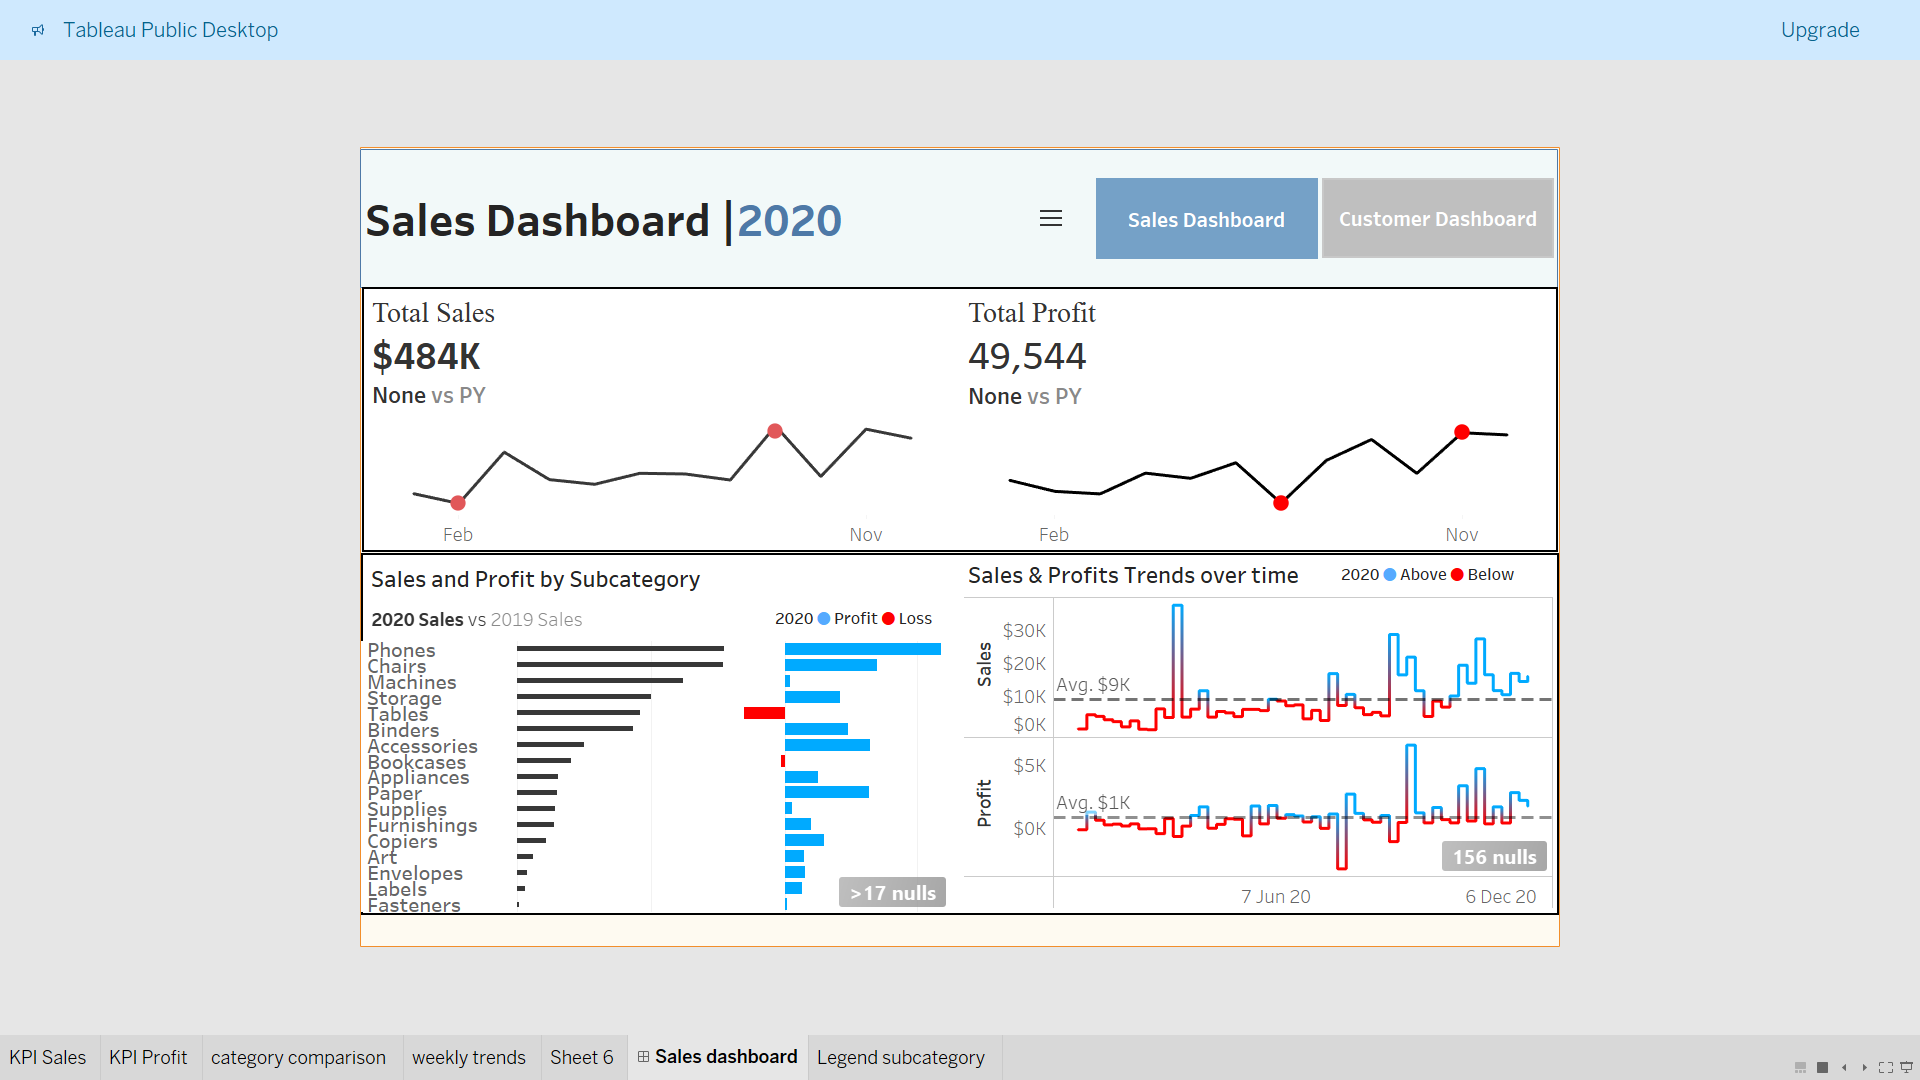 Tableau Public Desktop
Upgrade
Sales Dashboard |2020
Sales Dashboard
Customer Dashboard
Total Sales
$484K
None vs PY
Feb
Nov
Total Profit
49,544
None vs PY
Feb
Nov
Sales and Profit by Subcategory
2020 Sales vs 2019 Sales
2020 Profit Loss
Phones
Chairs
Machines
Storage
Tables
Binders
Accessories
Bookcases
Appliances
Paper
Supplies
Furnishings
Copiers
Art
Envelopes
Labels
Fasteners
>17 nulls
Sales & Profits Trends over time
2020 Above Below
Sales
$30K
$20K
$10K
$0K
Avg. $9K
Profit
$5K
$0K
Avg. $1K
156 nulls
7 Jun 20
6 Dec 20
KPI Sales
KPI Profit
category comparison
weekly trends
Sheet 6
Sales dashboard
Legend subcategory